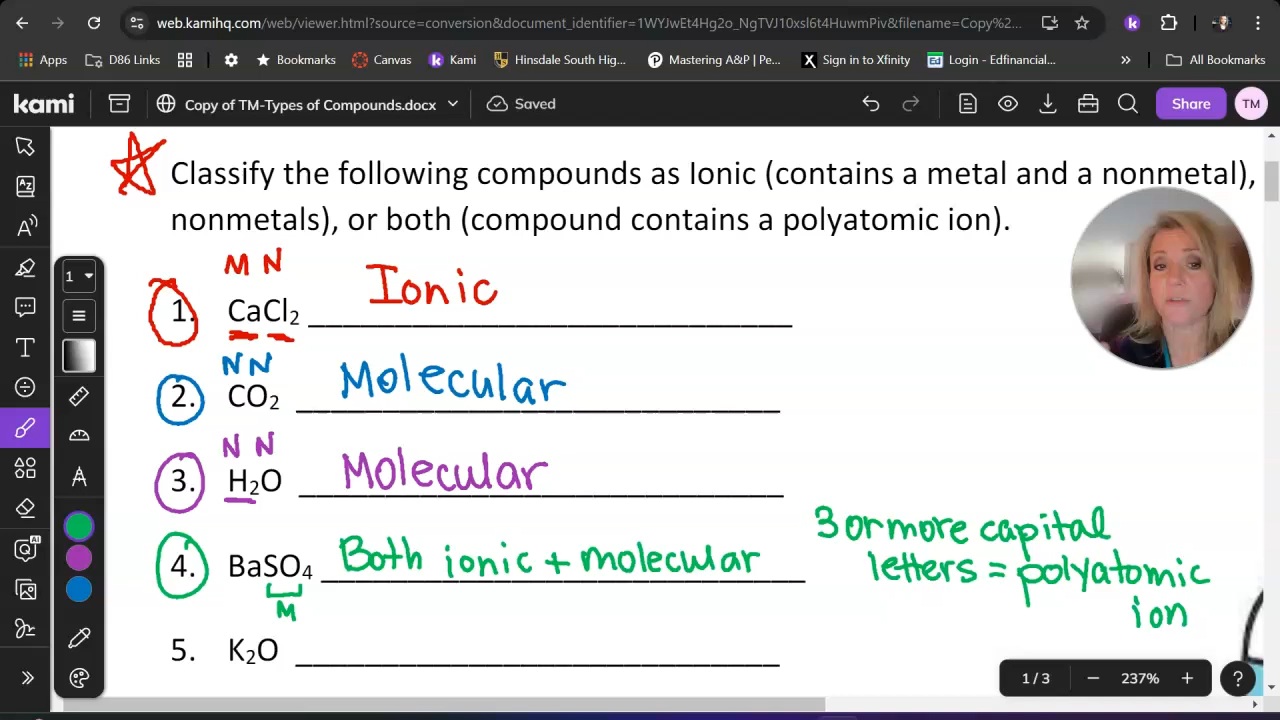 web.kamihq.com/web/viewer.html?source=conversion&document_identifier=1WYJwEt4Hg2o_NgTVJ10xsl6t4HuwmPiv&filename=Copy%2...
Apps D86 Links Bookmarks Canvas Kami Hinsdale South Hig... Mastering A&P | Pe... Sign in to Xfinity Login - Edfinancial... » All Bookmarks
kami Copy of TM-Types of Compounds.docx Saved Share TM
Classify the following compounds as Ionic (contains a metal and a nonmetal),
nonmetals), or both (compound contains a polyatomic ion).
M N
1. CaCl₂ Ionic
N N
2. CO₂ Molecular
N N
3. H₂O Molecular
3 or more capital
4. BaSO₄ Both ionic + molecular
letters = polyatomic
M
ion
5. K₂O
1
1 / 3 − 237% + ?